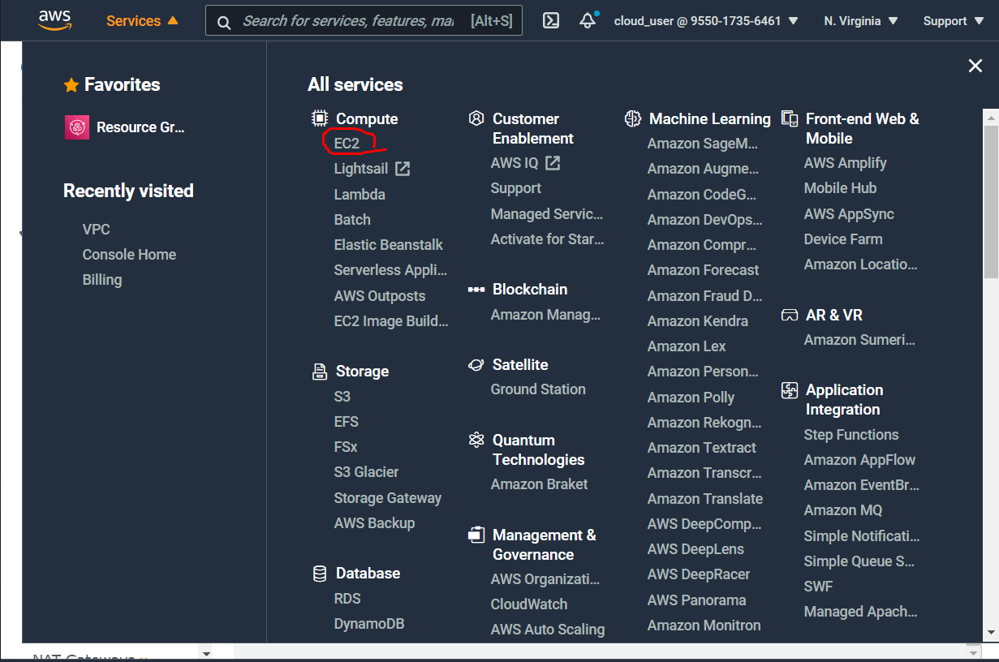 aws
Services
Search for services, features, mar
[Alt+S]
cloud_user @ 9550-1735-6461
N. Virginia
Support
Favorites
Resource Gr...
Recently visited
VPC
Console Home
Billing
All services
Compute
EC2
Lightsail
Lambda
Batch
Elastic Beanstalk
Serverless Appli...
AWS Outposts
EC2 Image Build...
Storage
S3
EFS
FSx
S3 Glacier
Storage Gateway
AWS Backup
Database
RDS
DynamoDB
Customer
Enablement
AWS IQ
Support
Managed Servic...
Activate for Star...
Blockchain
Amazon Manag...
Satellite
Ground Station
Quantum
Technologies
Amazon Braket
Management &
Governance
AWS Organizati...
CloudWatch
AWS Auto Scaling
Machine Learning
Amazon SageM...
Amazon Augme...
Amazon CodeG...
Amazon DevOps...
Amazon Compr...
Amazon Forecast
Amazon Fraud D...
Amazon Kendra
Amazon Lex
Amazon Person...
Amazon Polly
Amazon Rekogn...
Amazon Textract
Amazon Transcr...
Amazon Translate
AWS DeepComp...
AWS DeepLens
AWS DeepRacer
AWS Panorama
Amazon Monitron
Front-end Web &
Mobile
AWS Amplify
Mobile Hub
AWS AppSync
Device Farm
Amazon Locatio...
AR & VR
Amazon Sumeri...
Application
Integration
Step Functions
Amazon AppFlow
Amazon EventBr...
Amazon MQ
Simple Notificati...
Simple Queue S...
SWF
Managed Apach...
NAT Gateways